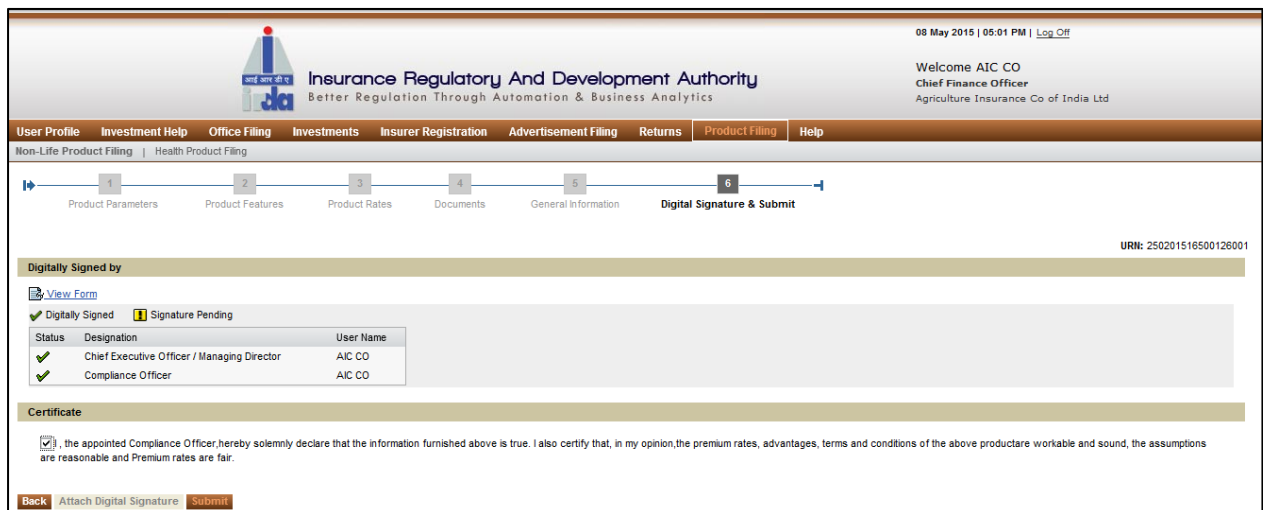 08 May 2015 | 05:01 PM | Log Off
आई आर डी ए
irda
Insurance Regulatory And Development Authority
Better Regulation Through Automation & Business Analytics
Welcome AIC CO
Chief Finance Officer
Agriculture Insurance Co of India Ltd
User Profile Investment Help Office Filing Investments Insurer Registration Advertisement Filing Returns Product Filing Help
Non-Life Product Filing | Health Product Filing
1 2 3 4 5 6
Product Parameters Product Features Product Rates Documents General Information Digital Signature & Submit
URN: 250201516500126001
Digitally Signed by
View Form
Digitally Signed Signature Pending
Status Designation User Name
Chief Executive Officer / Managing Director AIC CO
Compliance Officer AIC CO
Certificate
I , the appointed Compliance Officer,hereby solemnly declare that the information furnished above is true. I also certify that, in my opinion,the premium rates, advantages, terms and conditions of the above productare workable and sound, the assumptions
are reasonable and Premium rates are fair.
Back Attach Digital Signature Submit